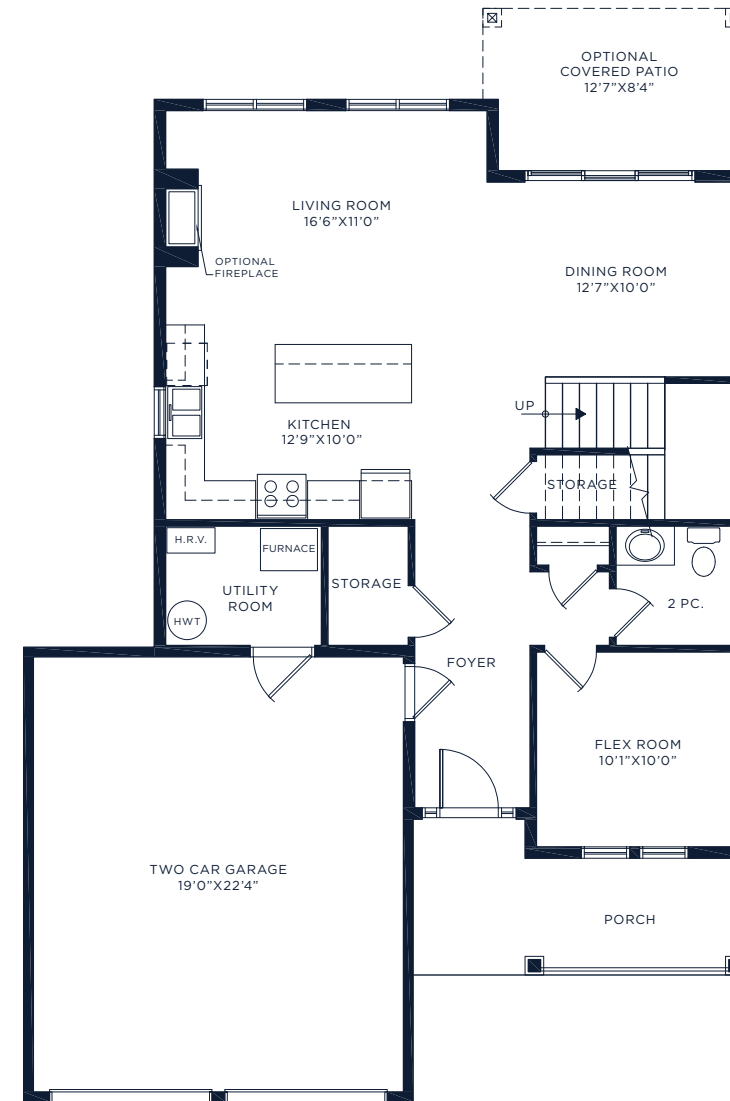 OPTIONAL
COVERED PATIO
12’7”X8’4”
LIVING ROOM
16’6”X11’0”
OPTIONAL
FIREPLACE
DINING ROOM
12’7”X10’0”
UP
KITCHEN
12’9”X10’0”
STORAGE
H.R.V.
FURNACE
UTILITY
ROOM
STORAGE
HWT
2 PC.
FOYER
FLEX ROOM
10’1”X10’0”
TWO CAR GARAGE
19’0”X22’4”
PORCH